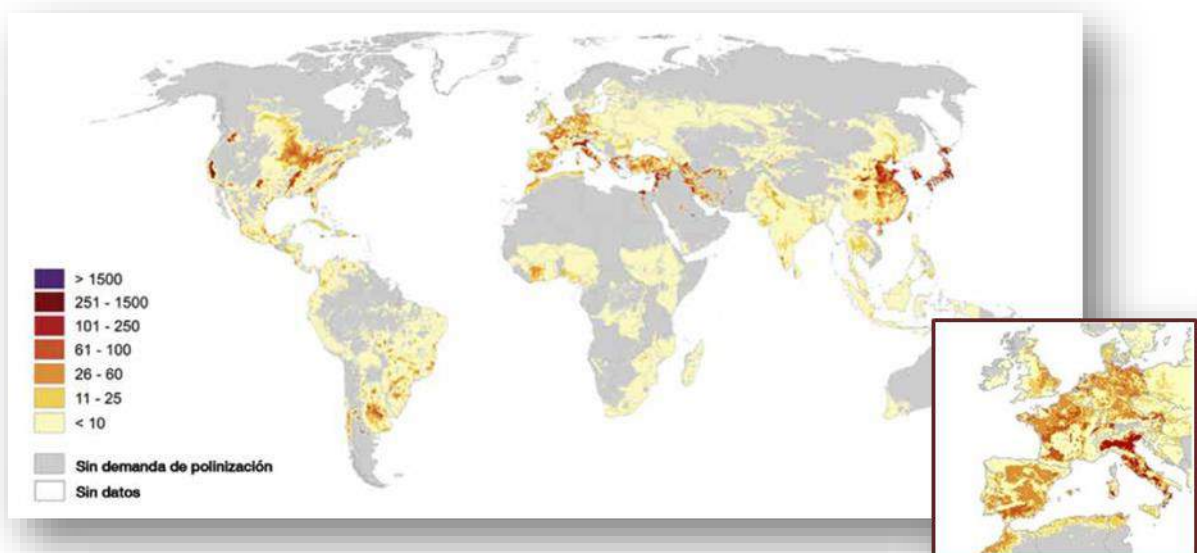 > 1500
251 - 1500
101 - 250
61 - 100
26 - 60
11 - 25
< 10
Sin demanda de polinización
Sin datos